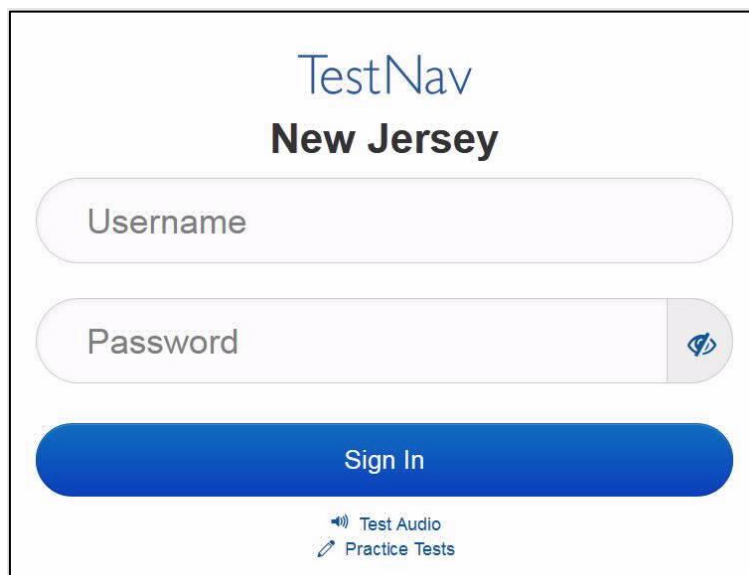 TestNav
New Jersey
Username
Password
Sign In
Test Audio
Practice Tests